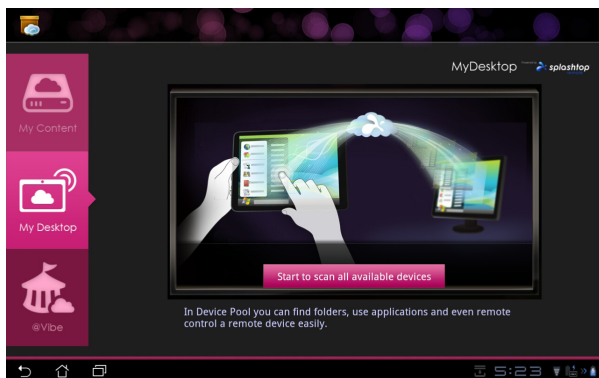 MyDesktop
splashtop
My Content
My Desktop
@Vibe
Start to scan all available devices
In Device Pool you can find folders, use applications and even remote
control a remote device easily.
5:23